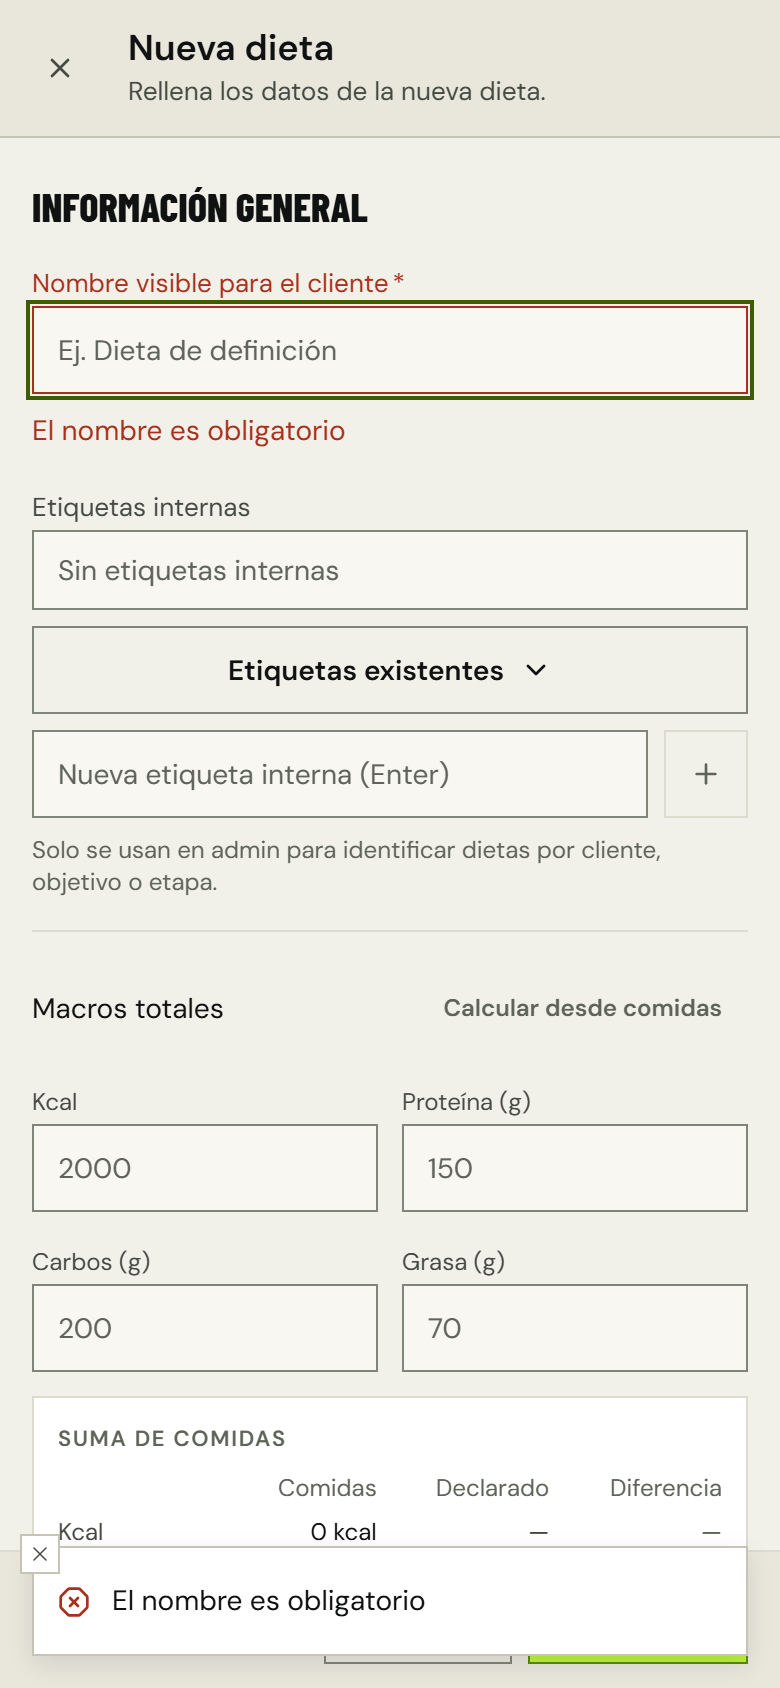 Nueva dieta
Rellena los datos de la nueva dieta.
INFORMACIÓN GENERAL
Nombre visible para el cliente *
Ej. Dieta de definición
El nombre es obligatorio
Etiquetas internas
Sin etiquetas internas
Etiquetas existentes
Nueva etiqueta interna (Enter)
Solo se usan en admin para identificar dietas por cliente,
objetivo o etapa.
Macros totales Calcular desde comidas
Kcal Proteína (g)
2000 150
Carbos (g) Grasa (g)
200 70
SUMA DE COMIDAS
Comidas Declarado Diferencia
Kcal 0 kcal — —
El nombre es obligatorio